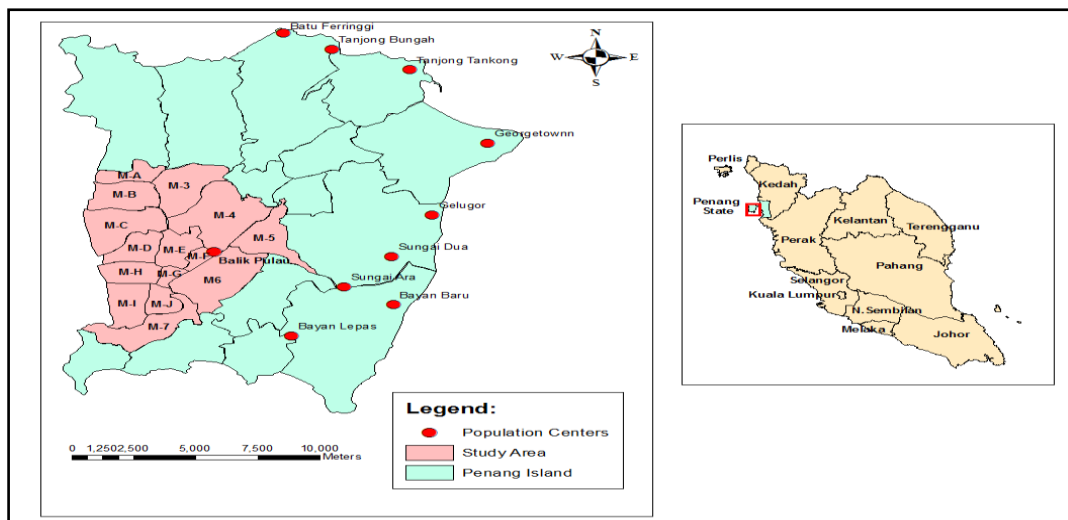 Batu Ferringgi
Tanjong Bungah
Tanjong Tankong
N
W E
S
Georgetownn
M-A
M-3
M-B
M-4
M-C
Gelugor
M-5
M-D
M-E
M-F
Balik Pulau
Sungai Dua
M-H
M-G
M6
Sungai Ara
M-I
M-J
Bayan Baru
M-7
Bayan Lepas
Legend:
Population Centers
Study Area
Penang Island
0 1,250 2,500 5,000 7,500 10,000
Meters
Perlis
Kedah
Penang
State
Kelantan
Terengganu
Perak
Pahang
Selangor
Kuala Lumpur
N. Sembilan
Melaka
Johor